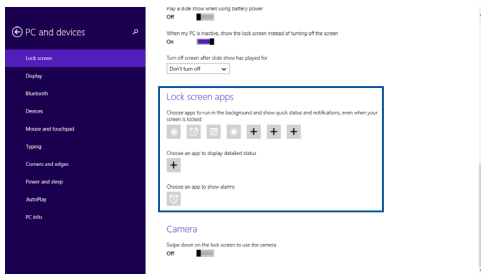 Play a slide show when using battery power
Off
PC and devices
When my PC is inactive, show the lock screen instead of turning off the screen
On
Lock screen
Turn off screen after slide show has played for
Don't turn off
Display
Bluetooth
Devices
Mouse and touchpad
Typing
Corners and edges
Power and sleep
AutoPlay
PC info
Lock screen apps
Choose apps to run in the background and show quick status and notifications, even when your
screen is locked
Choose an app to display detailed status
Choose an app to show alarms
Camera
Swipe down on the lock screen to use the camera
Off